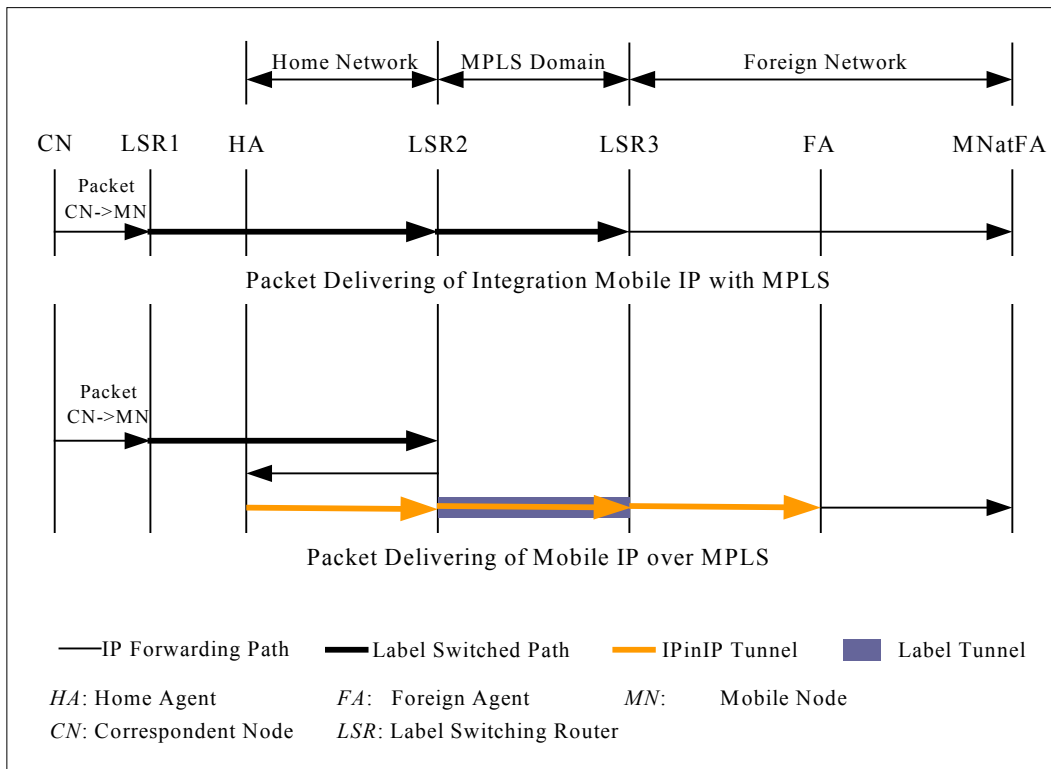 Home Network MPLS Domain Foreign Network
CN LSR1 HA LSR2 LSR3 FA MNatFA
Packet
CN->MN
Packet Delivering of Integration Mobile IP with MPLS
Packet
CN->MN
Packet Delivering of Mobile IP over MPLS
IP Forwarding Path Label Switched Path IPinIP Tunnel Label Tunnel
HA: Home Agent FA: Foreign Agent MN: Mobile Node
CN: Correspondent Node LSR: Label Switching Router